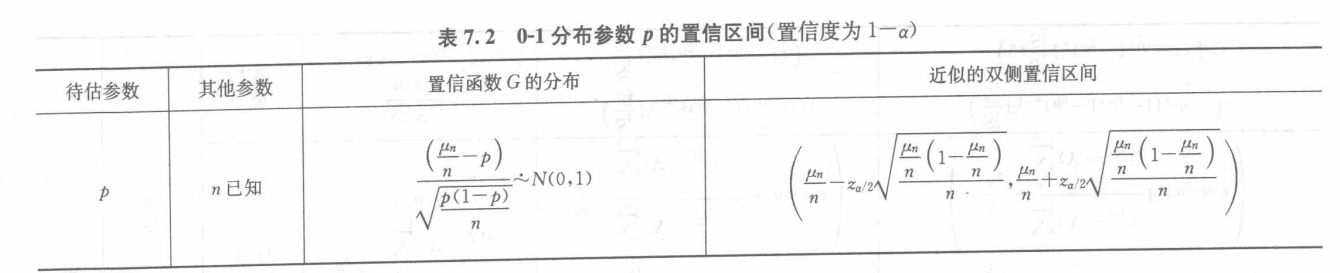 表 7.2 0-1 分布参数 p 的置信区间(置信度为 1-α)
待估参数 其他参数 置信函数 G 的分布 近似的双侧置信区间
p n 已知 $\frac{\left(\frac{\mu_n}{n}-p\right)}{\sqrt{\frac{p(1-p)}{n}}} \dot{\sim} N(0,1)$ $\left(\frac{\mu_n}{n}-z_{\alpha/2}\sqrt{\frac{\frac{\mu_n}{n}\left(1-\frac{\mu_n}{n}\right)}{n}},\frac{\mu_n}{n}+z_{\alpha/2}\sqrt{\frac{\frac{\mu_n}{n}\left(1-\frac{\mu_n}{n}\right)}{n}}\right)$